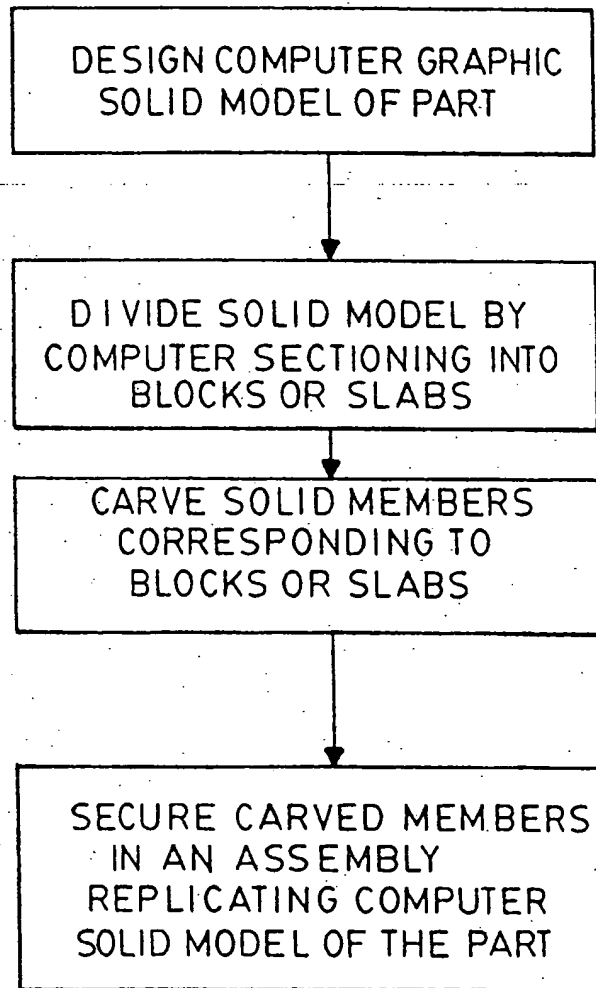 DESIGN COMPUTER GRAPHIC
SOLID MODEL OF PART
DIVIDE SOLID MODEL BY
COMPUTER SECTIONING INTO
BLOCKS OR SLABS
CARVE SOLID MEMBERS
CORRESPONDING TO
BLOCKS OR SLABS
SECURE CARVED MEMBERS
IN AN ASSEMBLY
REPLICATING COMPUTER
SOLID MODEL OF THE PART